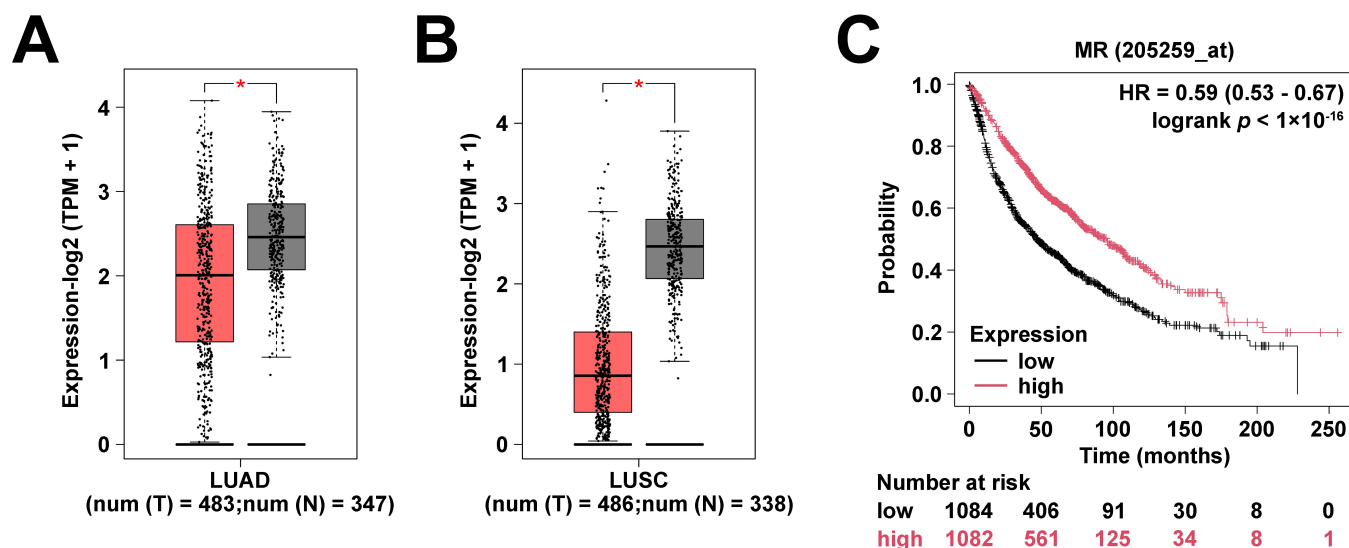 A
Expression-log2 (TPM + 1)
4
3
2
1
0
*
LUAD
(num (T) = 483;num (N) = 347)
B
Expression-log2 (TPM + 1)
4
3
2
1
0
*
LUSC
(num (T) = 486;num (N) = 338)
C
MR (205259_at)
HR = 0.59 (0.53 - 0.67)
logrank p < 1×10-16
Probability
1.0
0.8
0.6
0.4
0.2
0.0
Expression
low
high
0 50 100 150 200 250
Time (months)
Number at risk
low 1084 406 91 30 8 0
high 1082 561 125 34 8 1